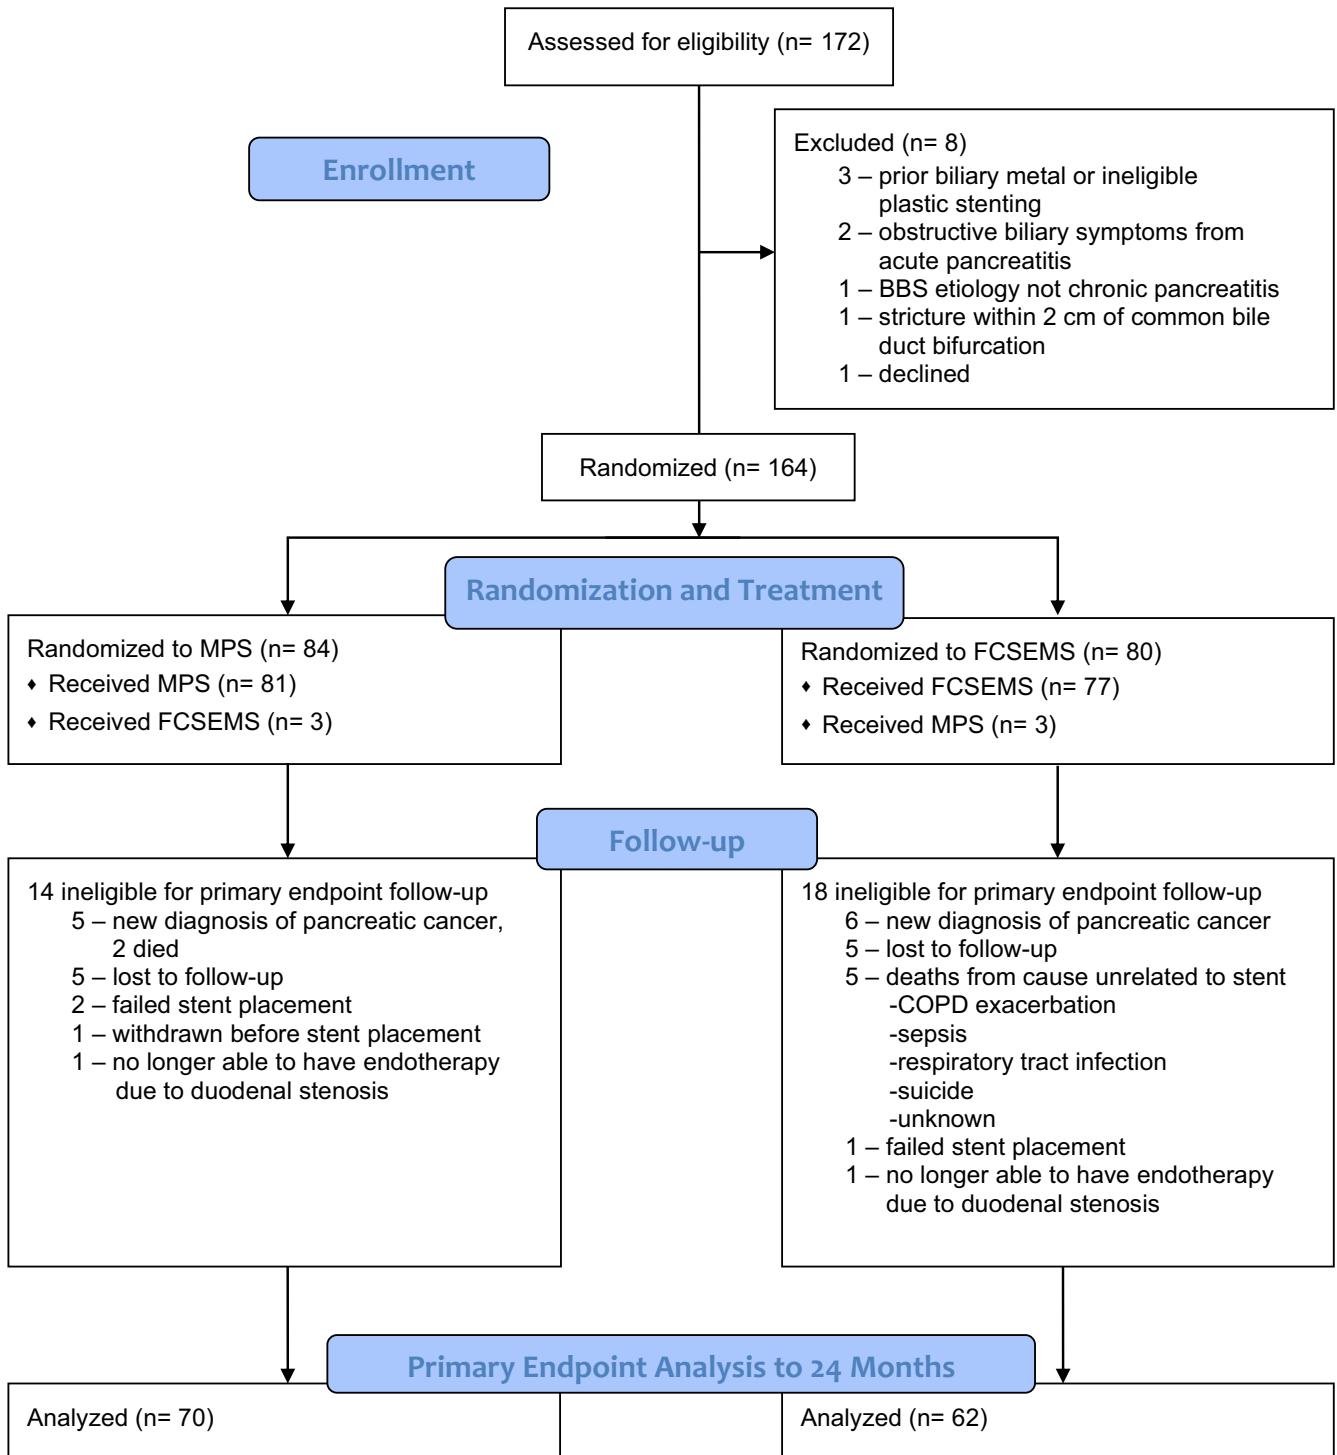 Assessed for eligibility (n= 172)
Enrollment
Excluded (n= 8)
3 – prior biliary metal or ineligible
plastic stenting
2 – obstructive biliary symptoms from
acute pancreatitis
1 – BBS etiology not chronic pancreatitis
1 – stricture within 2 cm of common bile
duct bifurcation
1 – declined
Randomized (n= 164)
Randomization and Treatment
Randomized to MPS (n= 84)
♦ Received MPS (n= 81)
♦ Received FCSEMS (n= 3)
Randomized to FCSEMS (n= 80)
♦ Received FCSEMS (n= 77)
♦ Received MPS (n= 3)
Follow-up
14 ineligible for primary endpoint follow-up
5 – new diagnosis of pancreatic cancer,
2 died
5 – lost to follow-up
2 – failed stent placement
1 – withdrawn before stent placement
1 – no longer able to have endotherapy
due to duodenal stenosis
18 ineligible for primary endpoint follow-up
6 – new diagnosis of pancreatic cancer
5 – lost to follow-up
5 – deaths from cause unrelated to stent
-COPD exacerbation
-sepsis
-respiratory tract infection
-suicide
-unknown
1 – failed stent placement
1 – no longer able to have endotherapy
due to duodenal stenosis
Primary Endpoint Analysis to 24 Months
Analyzed (n= 70)
Analyzed (n= 62)